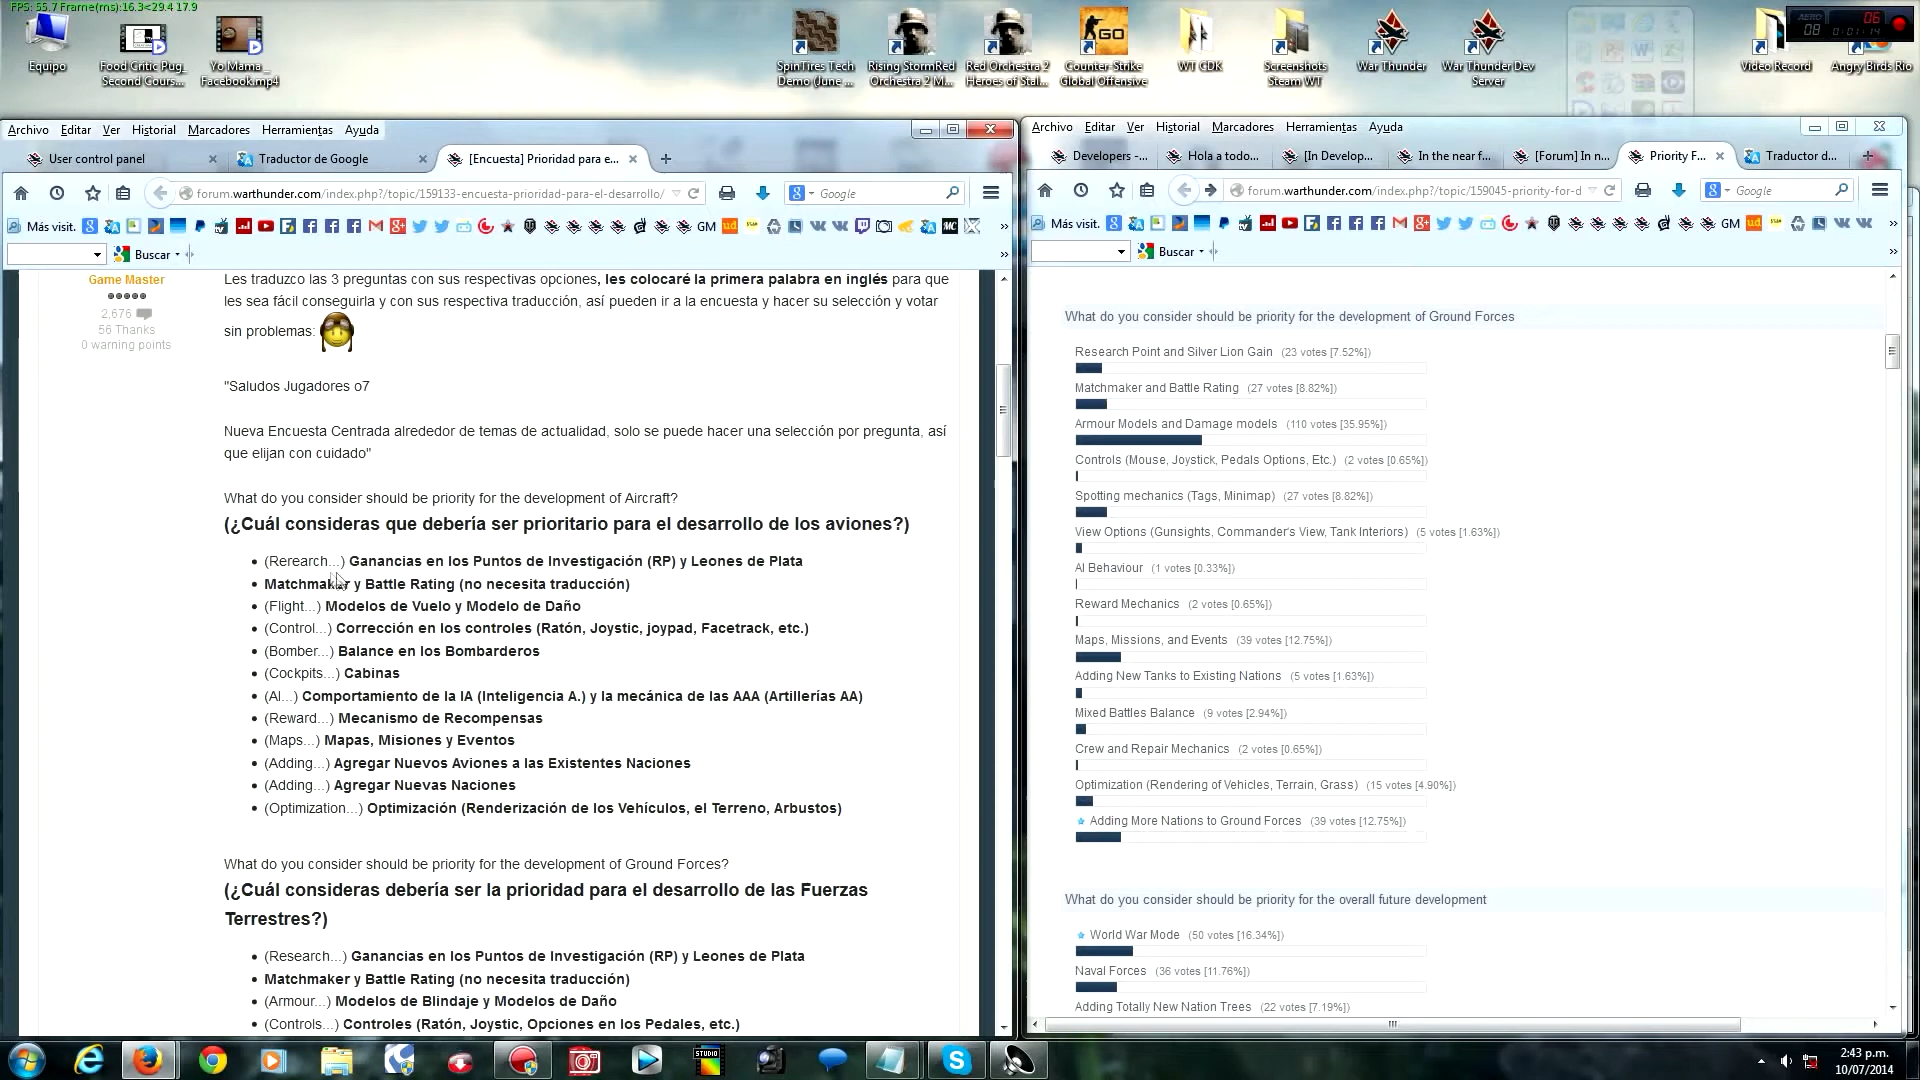 FPS: 55.7 Frame(ms):16.3<29.4 17.9
Equipo
Food Critic Pug_ Second Cours...
Yo Mama _ Facebook.mp4
SpinTires Tech Demo (June ...
Rising StormRed Orchestra 2 M...
Red Orchestra 2 Heroes of Stal...
GO
Counter-Strike Global Offensive
WT CDK
Screenshots Steam WT
War Thunder
War Thunder Dev Server
Video Record
Angry Birds Rio
Archivo Editar Ver Historial Marcadores Herramientas Ayuda
User control panel
Traductor de Google
[Encuesta] Prioridad para e...
forum.warthunder.com/index.php?/topic/159133-encuesta-prioridad-para-el-desarrollo/
Google
Más visit.
GM
Buscar
Game Master
2,676
56 Thanks
0 warning points
Les traduzco las 3 preguntas con sus respectivas opciones, les colocaré la primera palabra en inglés para que
les sea fácil conseguirla y con sus respectiva traducción, así pueden ir a la encuesta y hacer su selección y votar
sin problemas:
"Saludos Jugadores o7
Nueva Encuesta Centrada alrededor de temas de actualidad, solo se puede hacer una selección por pregunta, así
que elijan con cuidado"
What do you consider should be priority for the development of Aircraft?
(¿Cuál consideras que debería ser prioritario para el desarrollo de los aviones?)
(Rerearch...) Ganancias en los Puntos de Investigación (RP) y Leones de Plata
Matchmaker y Battle Rating (no necesita traducción)
(Flight...) Modelos de Vuelo y Modelo de Daño
(Control...) Corrección en los controles (Ratón, Joystic, joypad, Facetrack, etc.)
(Bomber...) Balance en los Bombarderos
(Cockpits...) Cabinas
(AI...) Comportamiento de la IA (Inteligencia A.) y la mecánica de las AAA (Artillerías AA)
(Reward...) Mecanismo de Recompensas
(Maps...) Mapas, Misiones y Eventos
(Adding...) Agregar Nuevos Aviones a las Existentes Naciones
(Adding...) Agregar Nuevas Naciones
(Optimization...) Optimización (Renderización de los Vehículos, el Terreno, Arbustos)
What do you consider should be priority for the development of Ground Forces?
(¿Cuál consideras debería ser la prioridad para el desarrollo de las Fuerzas
Terrestres?)
(Research...) Ganancias en los Puntos de Investigación (RP) y Leones de Plata
Matchmaker y Battle Rating (no necesita traducción)
(Armour...) Modelos de Blindaje y Modelos de Daño
(Controls...) Controles (Ratón, Joystic, Opciones en los Pedales, etc.)
Archivo Editar Ver Historial Marcadores Herramientas Ayuda
Developers -...
Hola a todo...
[In Develop...
In the near f...
[Forum] In n...
Priority F...
Traductor d...
forum.warthunder.com/index.php?/topic/159045-priority-for-d
Google
Más visit.
GM
Buscar
What do you consider should be priority for the development of Ground Forces
Research Point and Silver Lion Gain (23 votes [7.52%])
Matchmaker and Battle Rating (27 votes [8.82%])
Armour Models and Damage models (110 votes [35.95%])
Controls (Mouse, Joystick, Pedals Options, Etc.) (2 votes [0.65%])
Spotting mechanics (Tags, Minimap) (27 votes [8.82%])
View Options (Gunsights, Commander's View, Tank Interiors) (5 votes [1.63%])
AI Behaviour (1 votes [0.33%])
Reward Mechanics (2 votes [0.65%])
Maps, Missions, and Events (39 votes [12.75%])
Adding New Tanks to Existing Nations (5 votes [1.63%])
Mixed Battles Balance (9 votes [2.94%])
Crew and Repair Mechanics (2 votes [0.65%])
Optimization (Rendering of Vehicles, Terrain, Grass) (15 votes [4.90%])
Adding More Nations to Ground Forces (39 votes [12.75%])
What do you consider should be priority for the overall future development
World War Mode (50 votes [16.34%])
Naval Forces (36 votes [11.76%])
Adding Totally New Nation Trees (22 votes [7.19%])
STUDIO
2:43 p.m.
10/07/2014